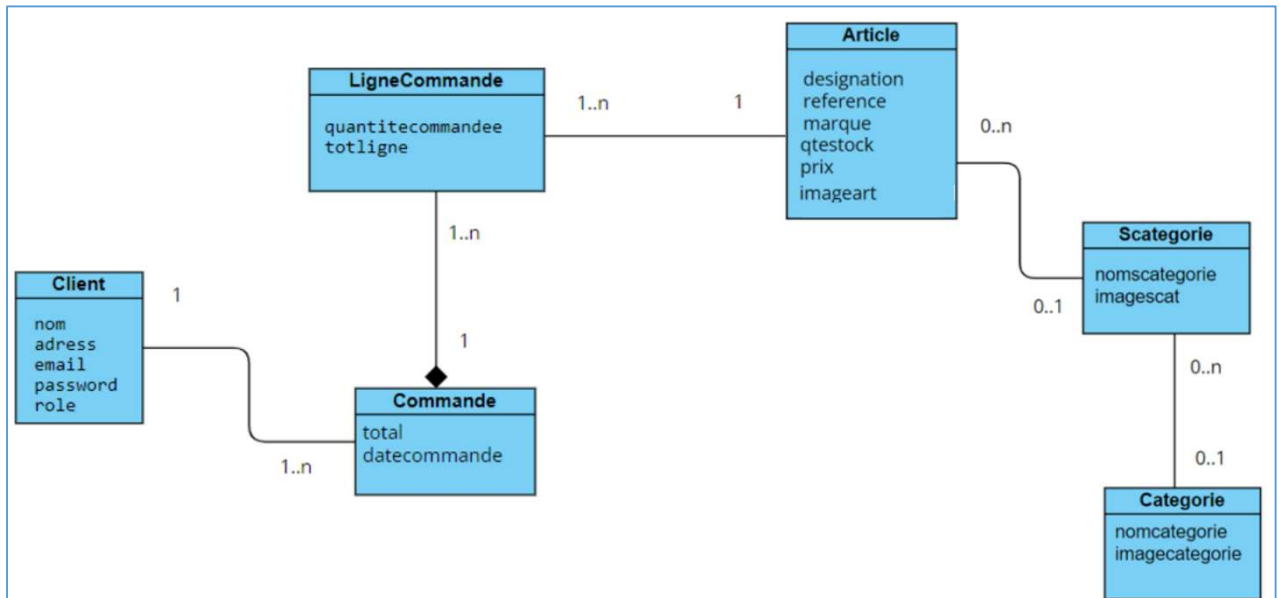 Article
designation
reference
marque
qtestock
prix
imageart
LigneCommande
quantitecommandee
totligne
1..n
1
0..n
1..n
1
Scategorie
nomscategorie
imagescat
0..1
Client
nom
adress
email
password
role
1
1..n
Commande
total
datecommande
0..n
0..1
Categorie
nomcategorie
imagecategorie